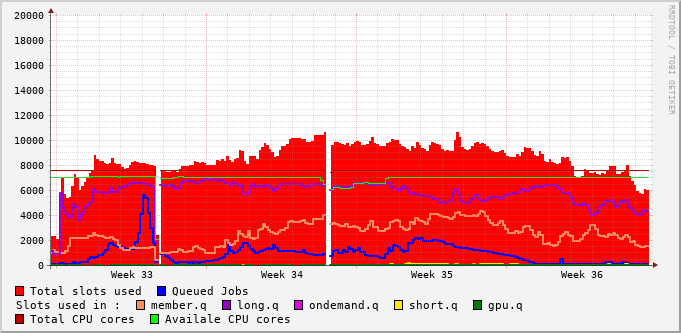 20000
18000
16000
14000
12000
10000
8000
6000
4000
2000
0
Week 33 Week 34 Week 35 Week 36
RRDTOOL / TOBI OETIKER
Total slots used Queued Jobs
Slots used in : member.q long.q ondemand.q short.q gpu.q
Total CPU cores Availale CPU cores